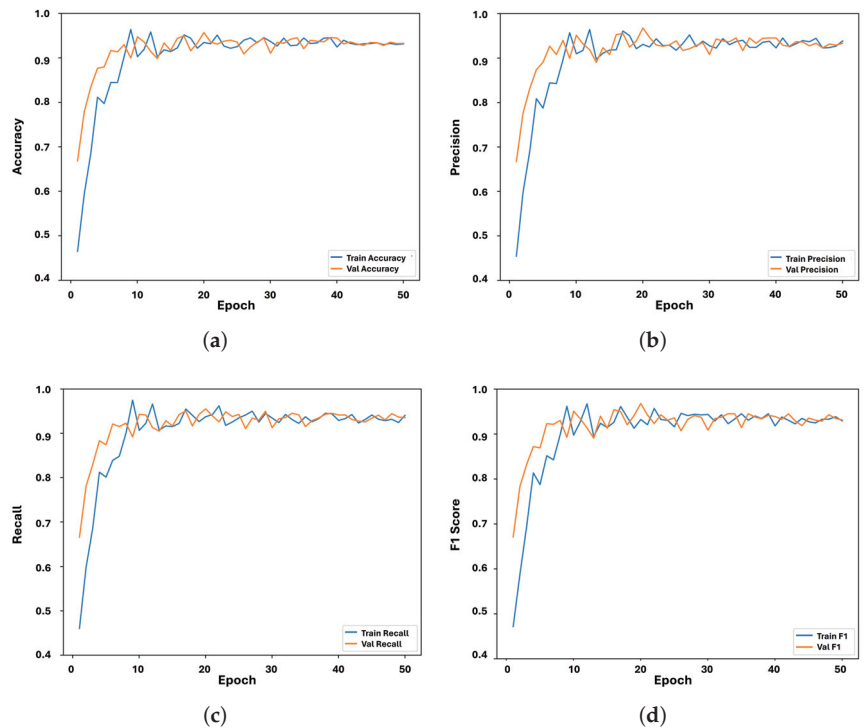 1.0
0.9
0.8
0.7
0.6
0.5
0.4
Accuracy
Train Accuracy
Val Accuracy
0 10 20 30 40 50
Epoch
(a)
1.0
0.9
0.8
0.7
0.6
0.5
0.4
Precision
Train Precision
Val Precision
0 10 20 30 40 50
Epoch
(b)
1.0
0.9
0.8
0.7
0.6
0.5
0.4
Recall
Train Recall
Val Recall
0 10 20 30 40 50
Epoch
(c)
1.0
0.9
0.8
0.7
0.6
0.5
0.4
F1 Score
Train F1
Val F1
0 10 20 30 40 50
Epoch
(d)